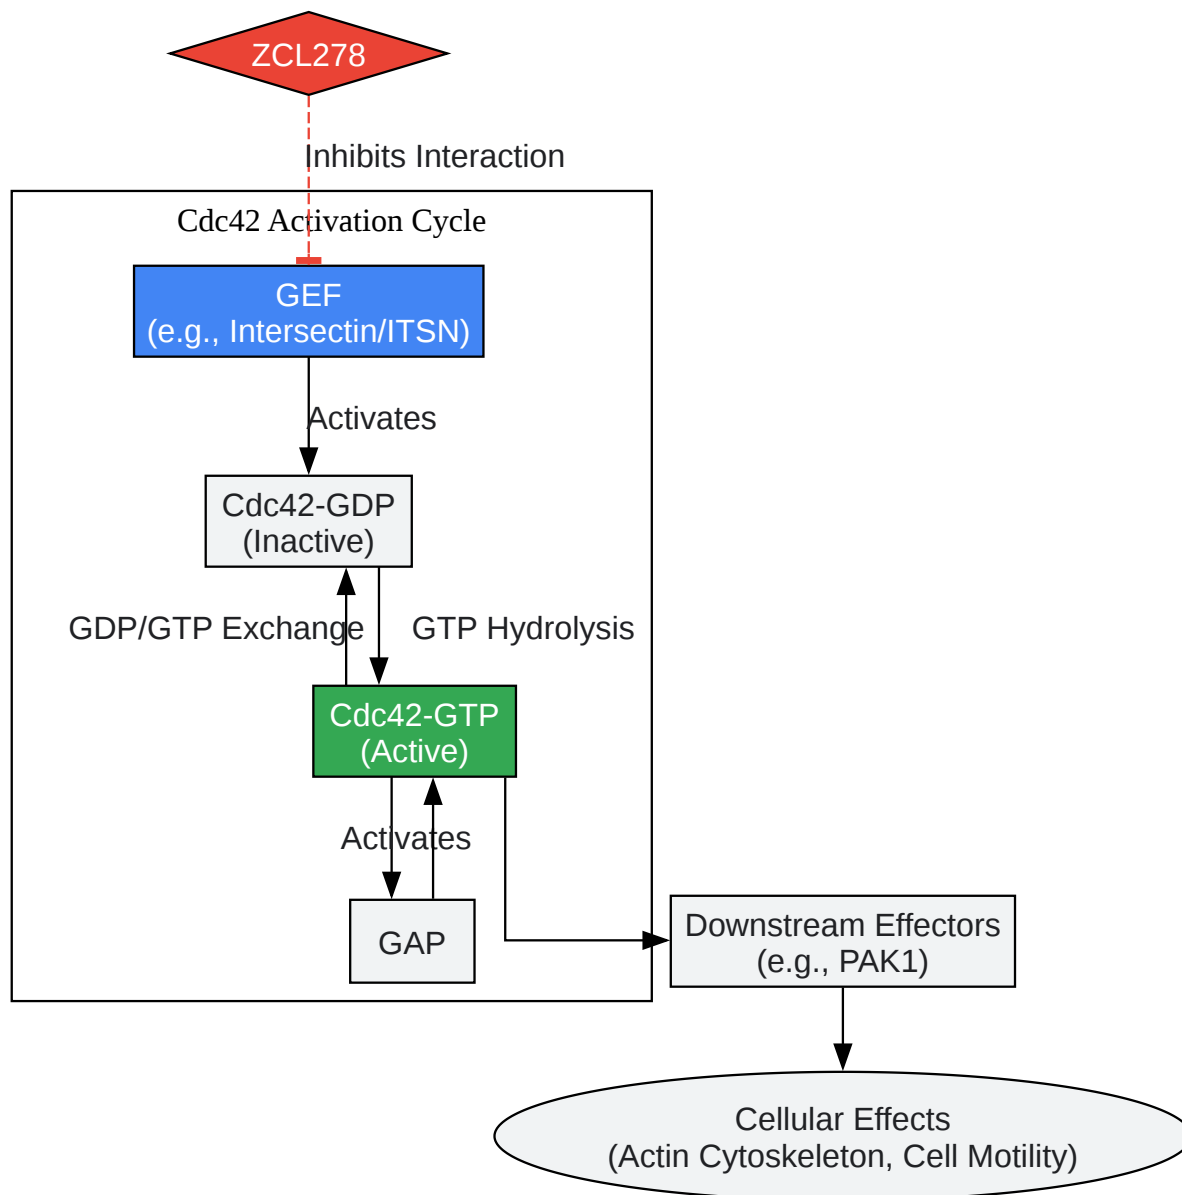 ZCL278
Inhibits Interaction
Cdc42 Activation Cycle
GEF
(e.g., Intersectin/ITSN)
Activates
Cdc42-GDP
(Inactive)
GDP/GTP Exchange
GTP Hydrolysis
Cdc42-GTP
(Active)
Activates
GAP
Downstream Effectors
(e.g., PAK1)
Cellular Effects
(Actin Cytoskeleton, Cell Motility)